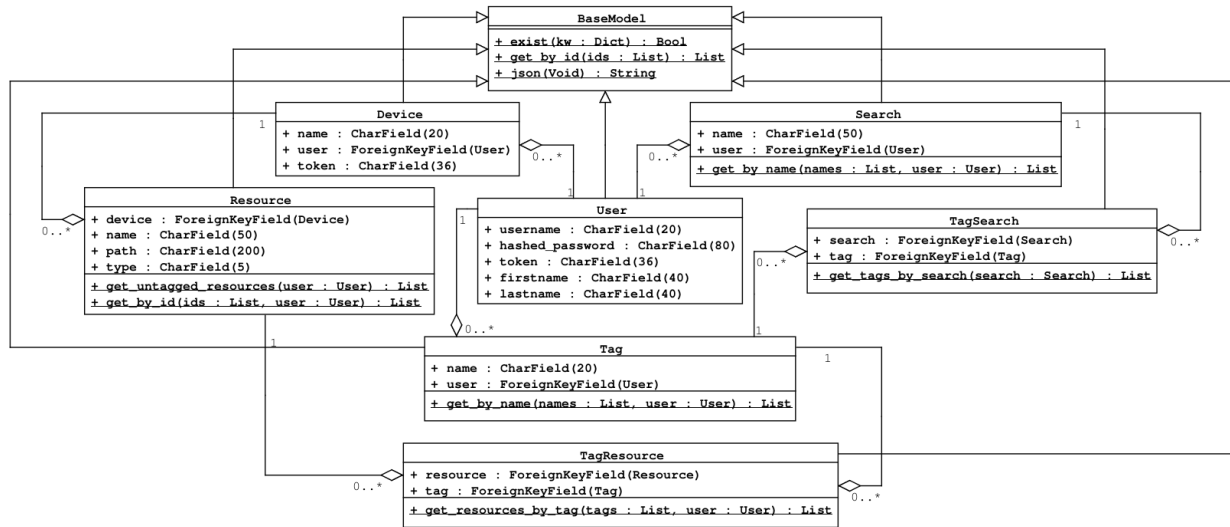 BaseModel
+ exist(kw : Dict) : Bool
+ get_by_id(ids : List) : List
+ json(Void) : String
Device
+ name : CharField(20)
+ user : ForeignKeyField(User)
+ token : CharField(36)
1
0..*
1
0..*
Search
+ name : CharField(50)
+ user : ForeignKeyField(User)
+ get_by_name(names : List, user : User) : List
0..*
1
1
0..*
Resource
+ device : ForeignKeyField(Device)
+ name : CharField(50)
+ path : CharField(200)
+ type : CharField(5)
+ get_untagged_resources(user : User) : List
+ get_by_id(ids : List, user : User) : List
User
+ username : CharField(20)
+ hashed_password : CharField(80)
+ token : CharField(36)
+ firstname : CharField(40)
+ lastname : CharField(40)
1
0..*
TagSearch
+ search : ForeignKeyField(Search)
+ tag : ForeignKeyField(Tag)
+ get_tags_by_search(search : Search) : List
0..*
1
Tag
+ name : CharField(20)
+ user : ForeignKeyField(User)
+ get_by_name(names : List, user : User) : List
1
0..*
1
0..*
TagResource
+ resource : ForeignKeyField(Resource)
+ tag : ForeignKeyField(Tag)
+ get_resources_by_tag(tags : List, user : User) : List